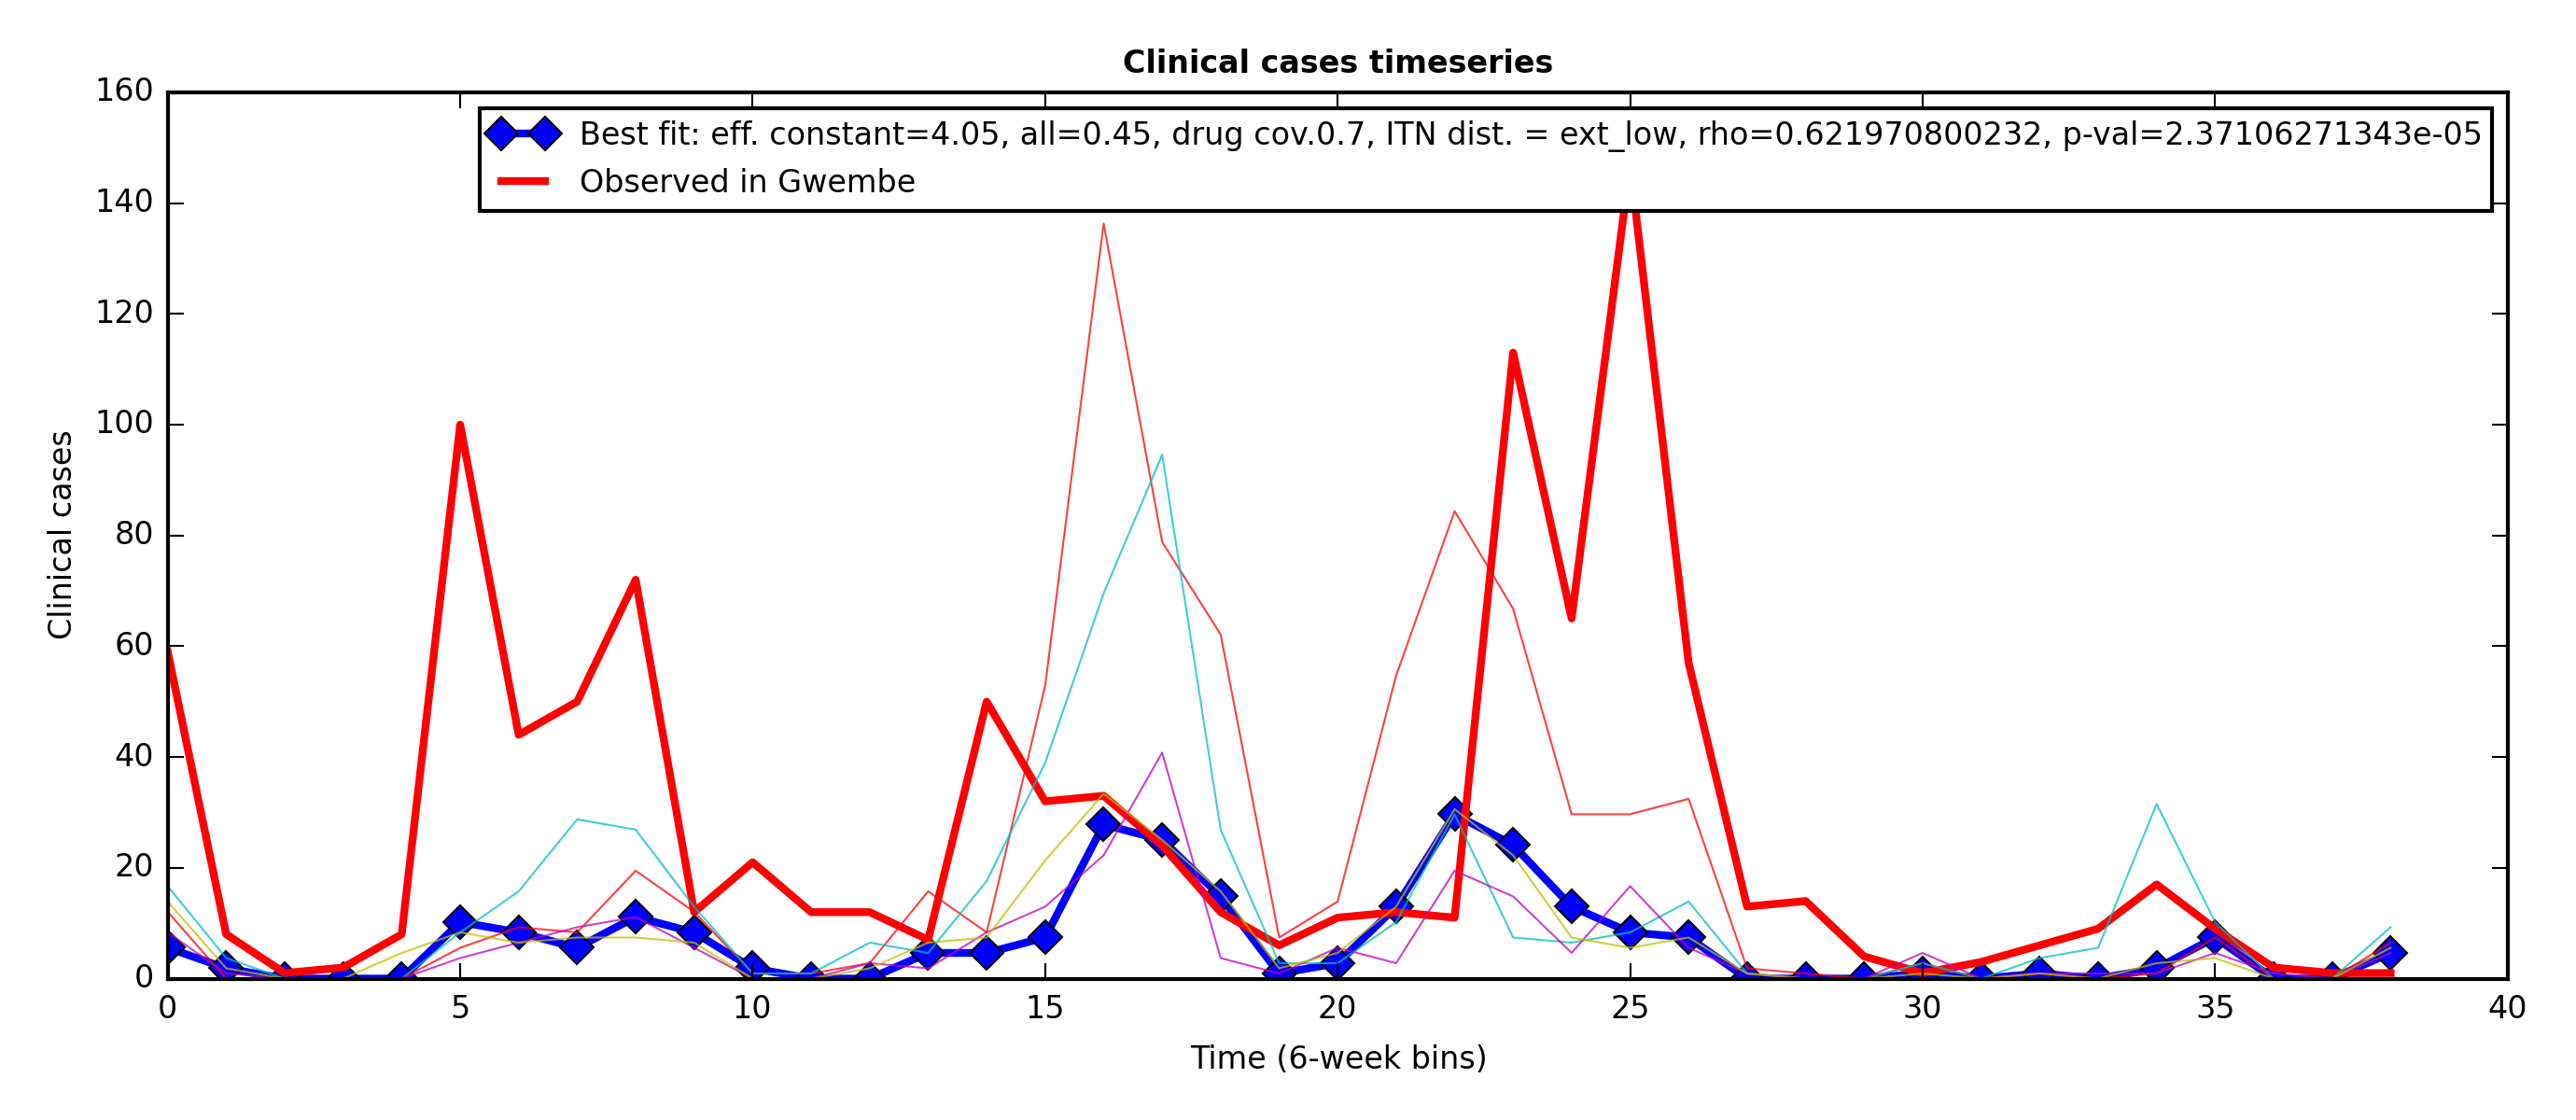 Clinical cases timeseries
160
140
120
100
80
60
40
20
0
Clinical cases
Best fit: eff. constant=4.05, all=0.45, drug cov.0.7, ITN dist. = ext_low, rho=0.621970800232, p-val=2.37106271343e-05
Observed in Gwembe
0 5 10 15 20 25 30 35 40
Time (6-week bins)